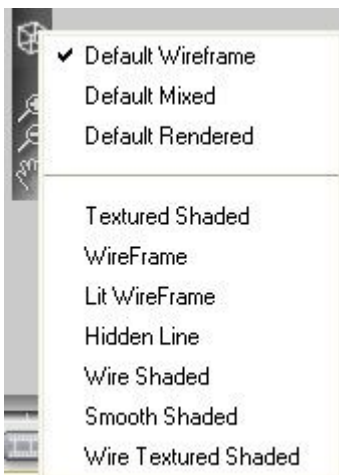 Default Wireframe
Default Mixed
Default Rendered
Textured Shaded
WireFrame
Lit WireFrame
Hidden Line
Wire Shaded
Smooth Shaded
Wire Textured Shaded